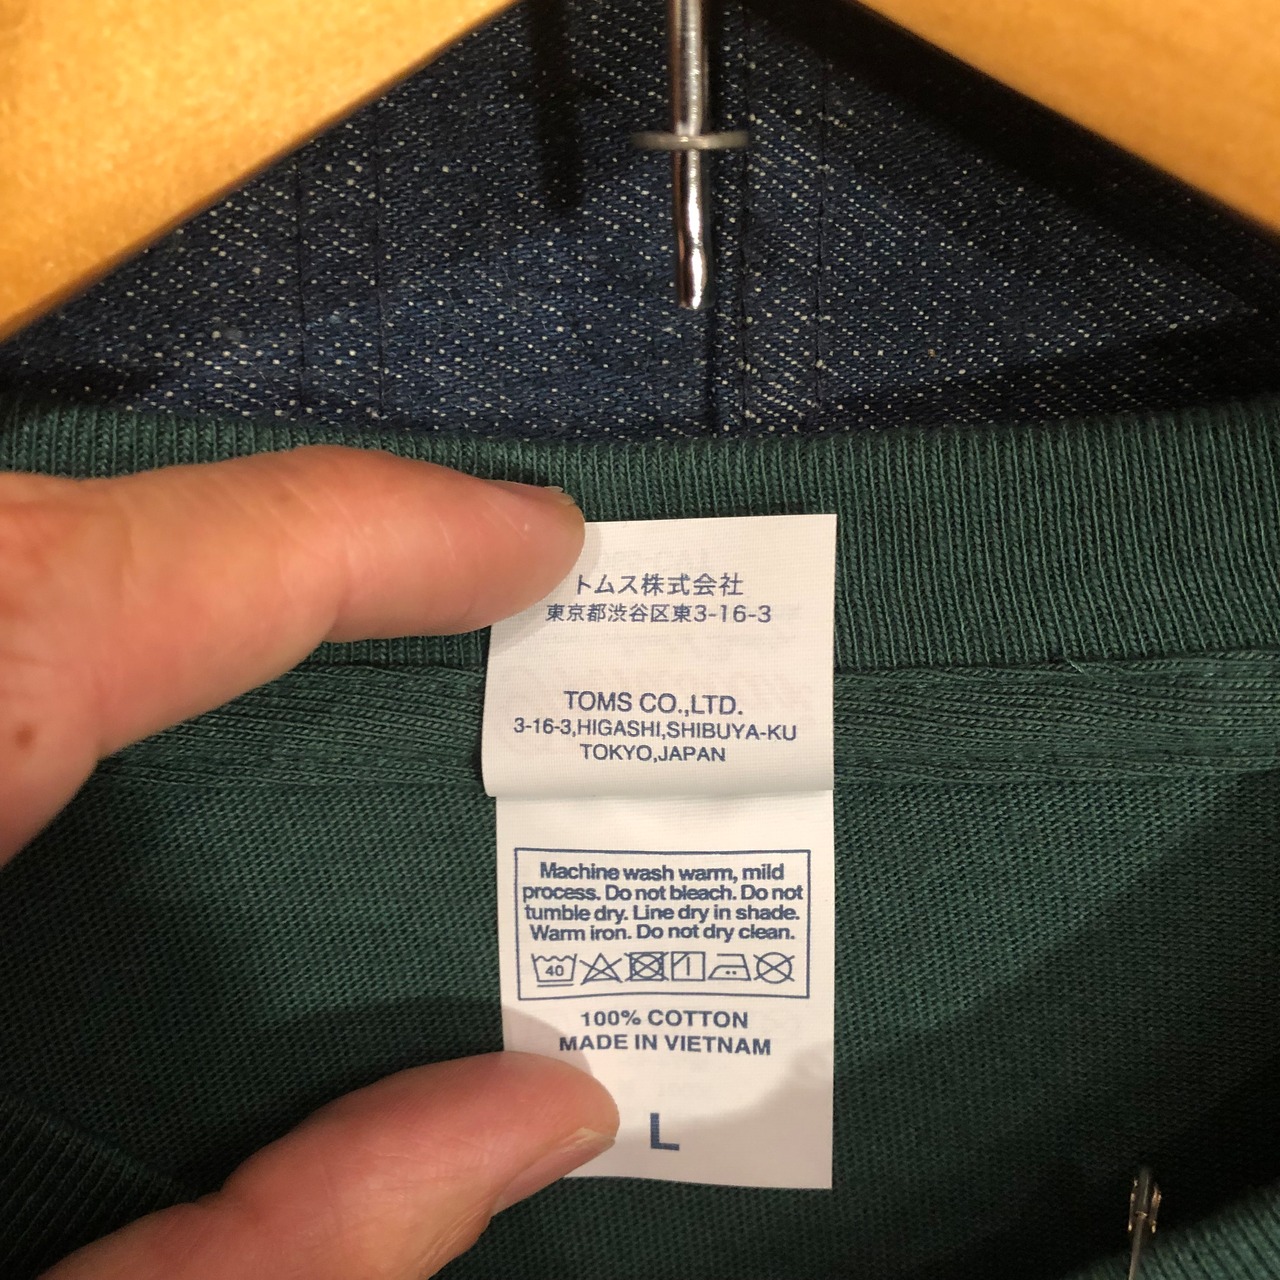 トムス株式会社
東京都渋谷区東3-16-3
TOMS CO.,LTD.
3-16-3,HIGASHI,SHIBUYA-KU
TOKYO,JAPAN
Machine wash warm, mild
process. Do not bleach. Do not
tumble dry. Line dry in shade.
Warm iron. Do not dry clean.
40
100% COTTON
MADE IN VIETNAM
L